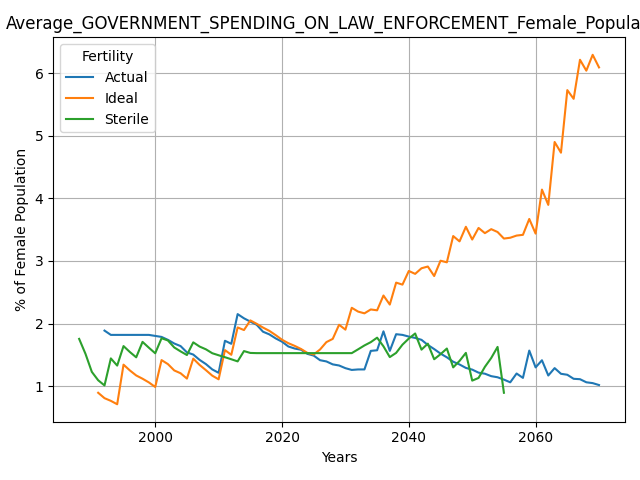 Average_GOVERNMENT_SPENDING_ON_LAW_ENFORCEMENT_Female_Popula
Fertility
Actual
Ideal
Sterile
% of Female Population
6
5
4
3
2
1
2000 2020 2040 2060
Years